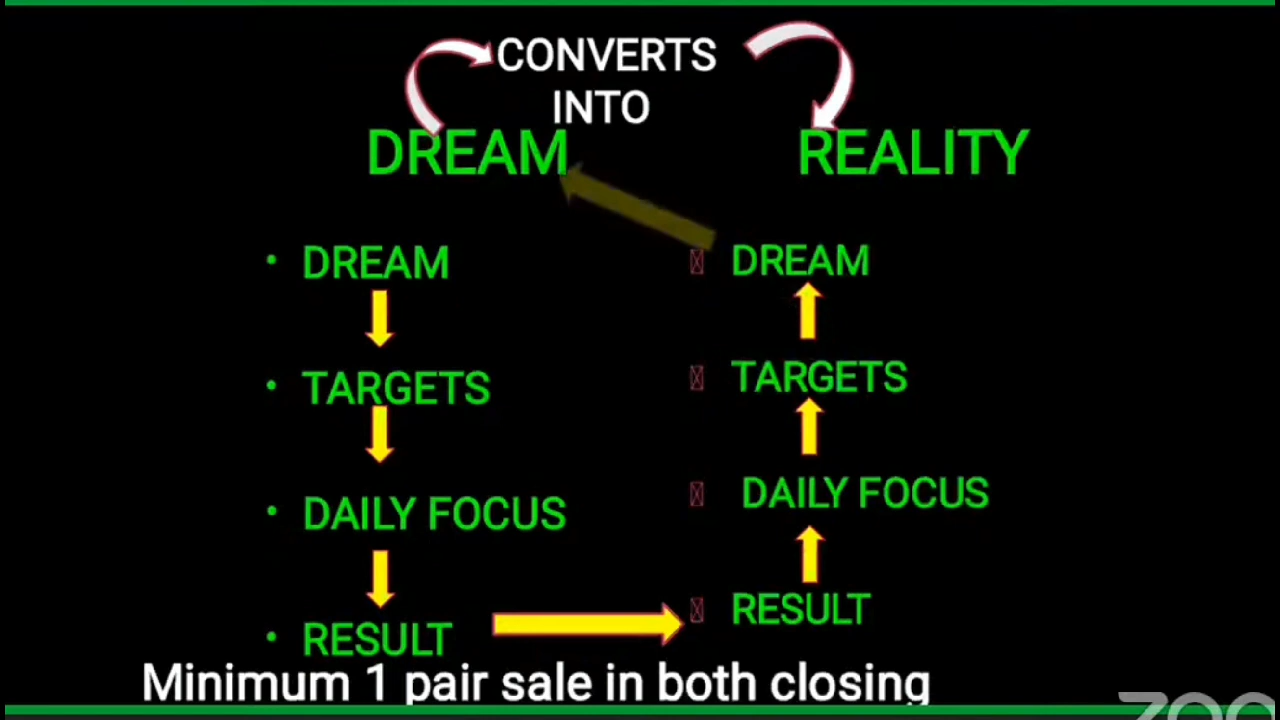 CONVERTS
INTO
DREAM
REALITY
• DREAM
• TARGETS
• DAILY FOCUS
• RESULT
DREAM
TARGETS
DAILY FOCUS
RESULT
Minimum 1 pair sale in both closing